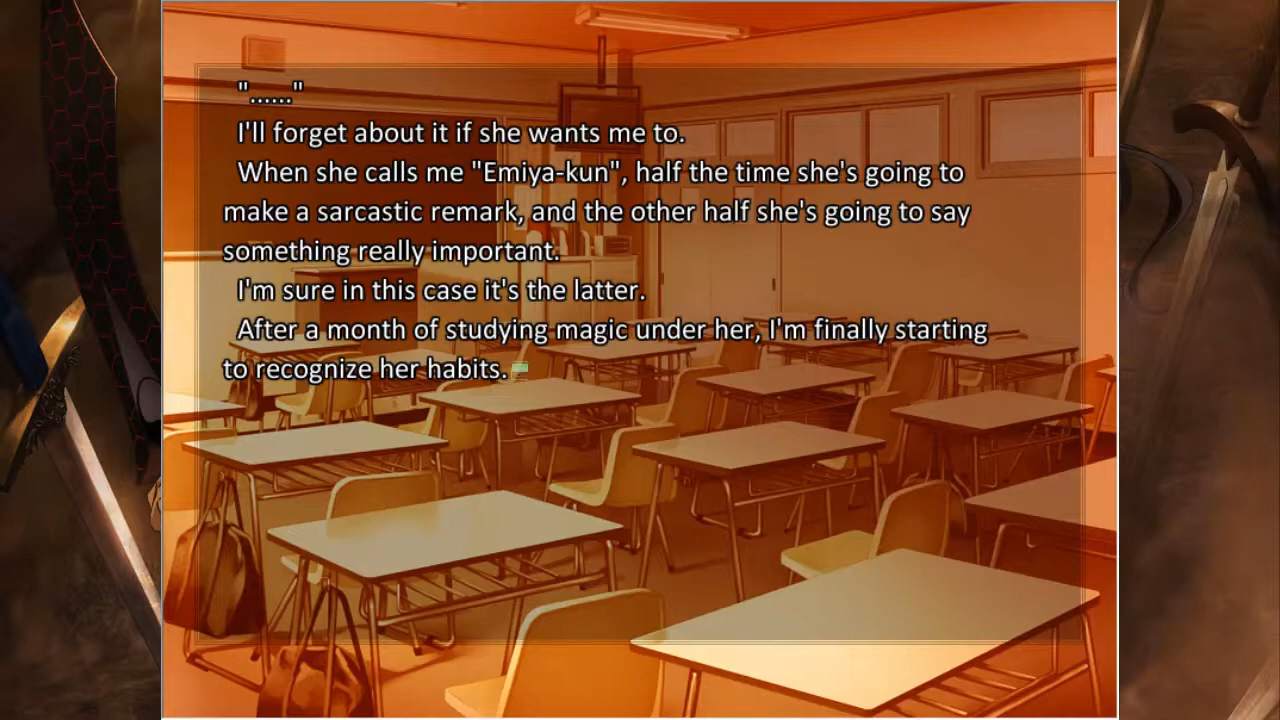 "......"
I'll forget about it if she wants me to.
When she calls me "Emiya-kun", half the time she's going to
make a sarcastic remark, and the other half she's going to say
something really important.
I'm sure in this case it's the latter.
After a month of studying magic under her, I'm finally starting
to recognize her habits.